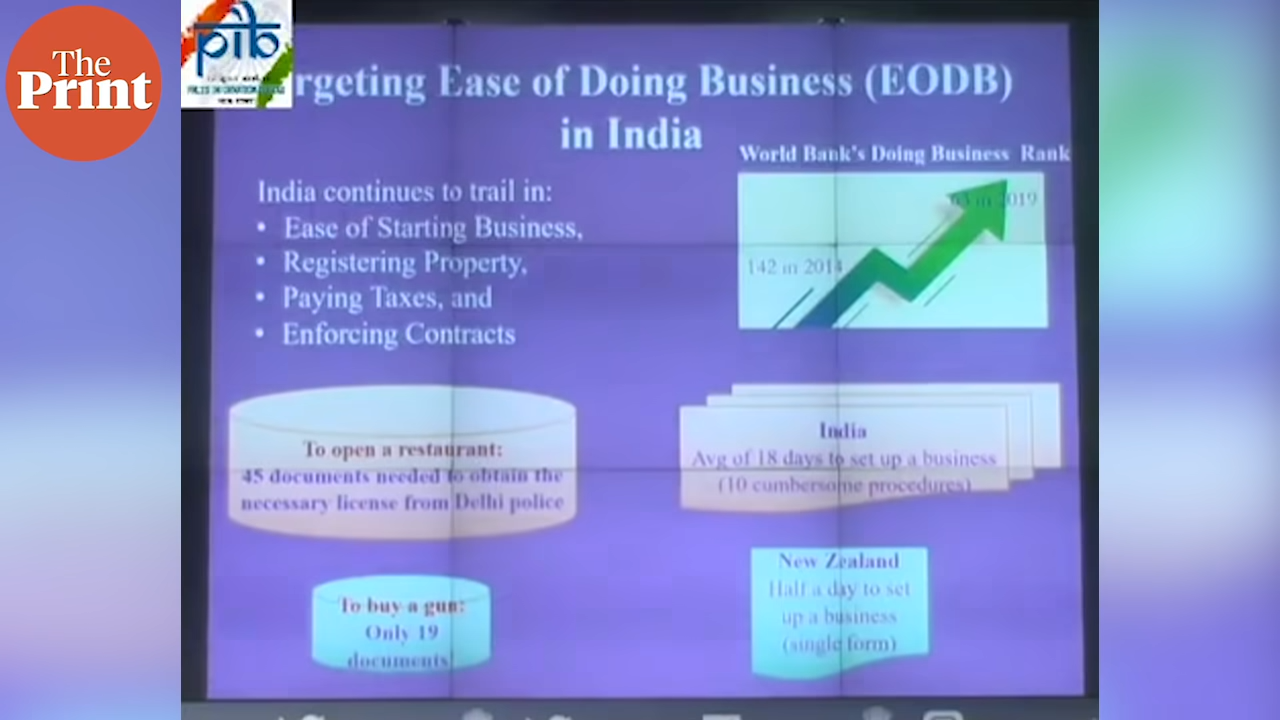 The
Print
pib
rgeting Ease of Doing Business (EODB)
in India
World Bank's Doing Business Rank
India continues to trail in:
• Ease of Starting Business,
• Registering Property,
• Paying Taxes, and
• Enforcing Contracts
63 in 2019
142 in 2014
To open a restaurant:
45 documents needed to obtain the
necessary license from Delhi police
India
Avg of 18 days to set up a business
(10 cumbersome procedures)
To buy a gun:
Only 19
documents!
New Zealand
Half a day to set
up a business
(single form)